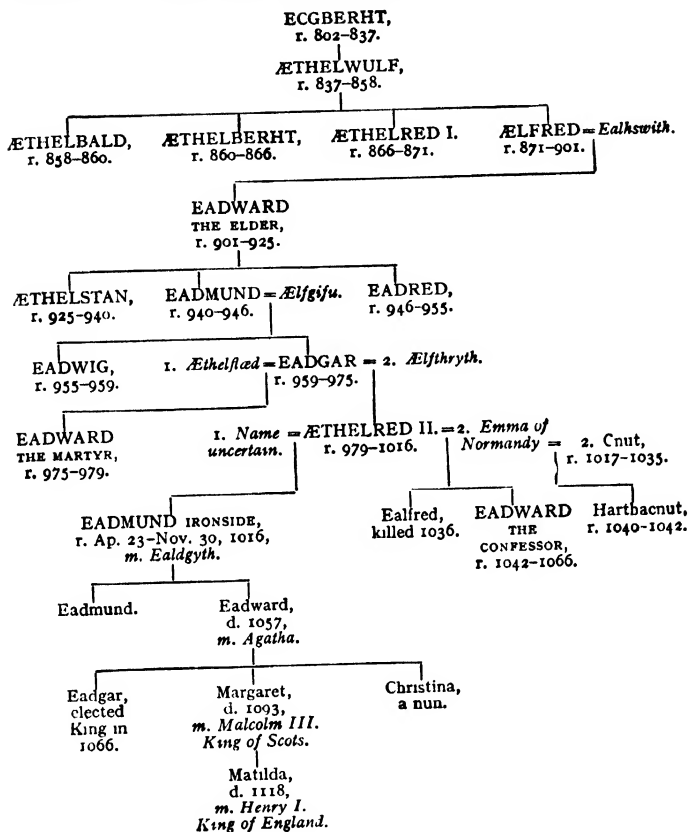 ECGBERHT,
r. 802–837.
ÆTHELWULF,
r. 837–858.
ÆTHELBALD, ÆTHELBERHT, ÆTHELRED I. ÆLFRED = Ealhswith.
r. 858–860. r. 860–866. r. 866–871. r. 871–901.
EADWARD
THE ELDER,
r. 901–925.
ÆTHELSTAN, EADMUND = Ælfgifu. EADRED,
r. 925–940. r. 940–946. r. 946–955.
EADWIG, 1. Æthelflæd = EADGAR = 2. Ælfthryth.
r. 955–959. r. 959–975.
EADWARD
THE MARTYR,
r. 975–979.
1. Name = ÆTHELRED II. = 2. Emma of
uncertain. r. 979–1016. Normandy = 2. Cnut,
r. 1017–1035.
EADMUND IRONSIDE,
r. Ap. 23–Nov. 30, 1016,
m. Ealdgyth.
Ealfred,
killed 1036.
EADWARD
THE
CONFESSOR,
r. 1042–1066.
Harthacnut,
r. 1040–1042.
Eadmund.
Eadward,
d. 1057,
m. Agatha.
Eadgar,
elected
King in
1066.
Margaret,
d. 1093,
m. Malcolm III.
King of Scots.
Christina,
a nun.
Matilda,
d. 1118,
m. Henry I.
King of England.